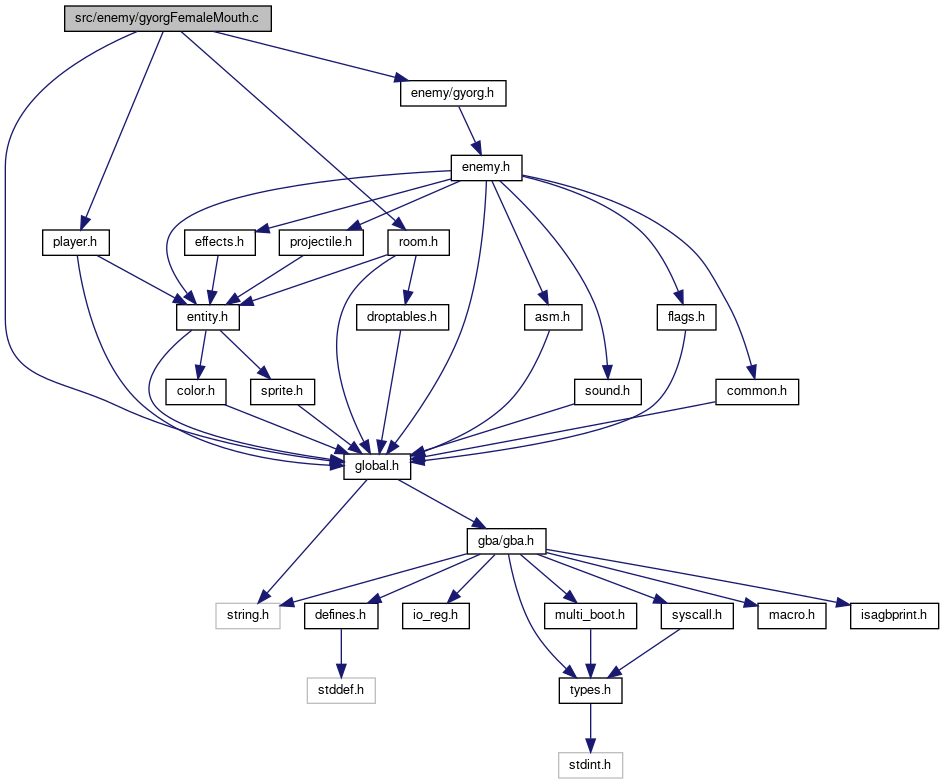 src/enemy/gyorgFemaleMouth.c
enemy/gyorg.h
enemy.h
player.h
effects.h
projectile.h
room.h
entity.h
droptables.h
asm.h
flags.h
color.h
sprite.h
sound.h
common.h
global.h
gba/gba.h
string.h
defines.h
io_reg.h
multi_boot.h
syscall.h
macro.h
isagbprint.h
stddef.h
types.h
stdint.h